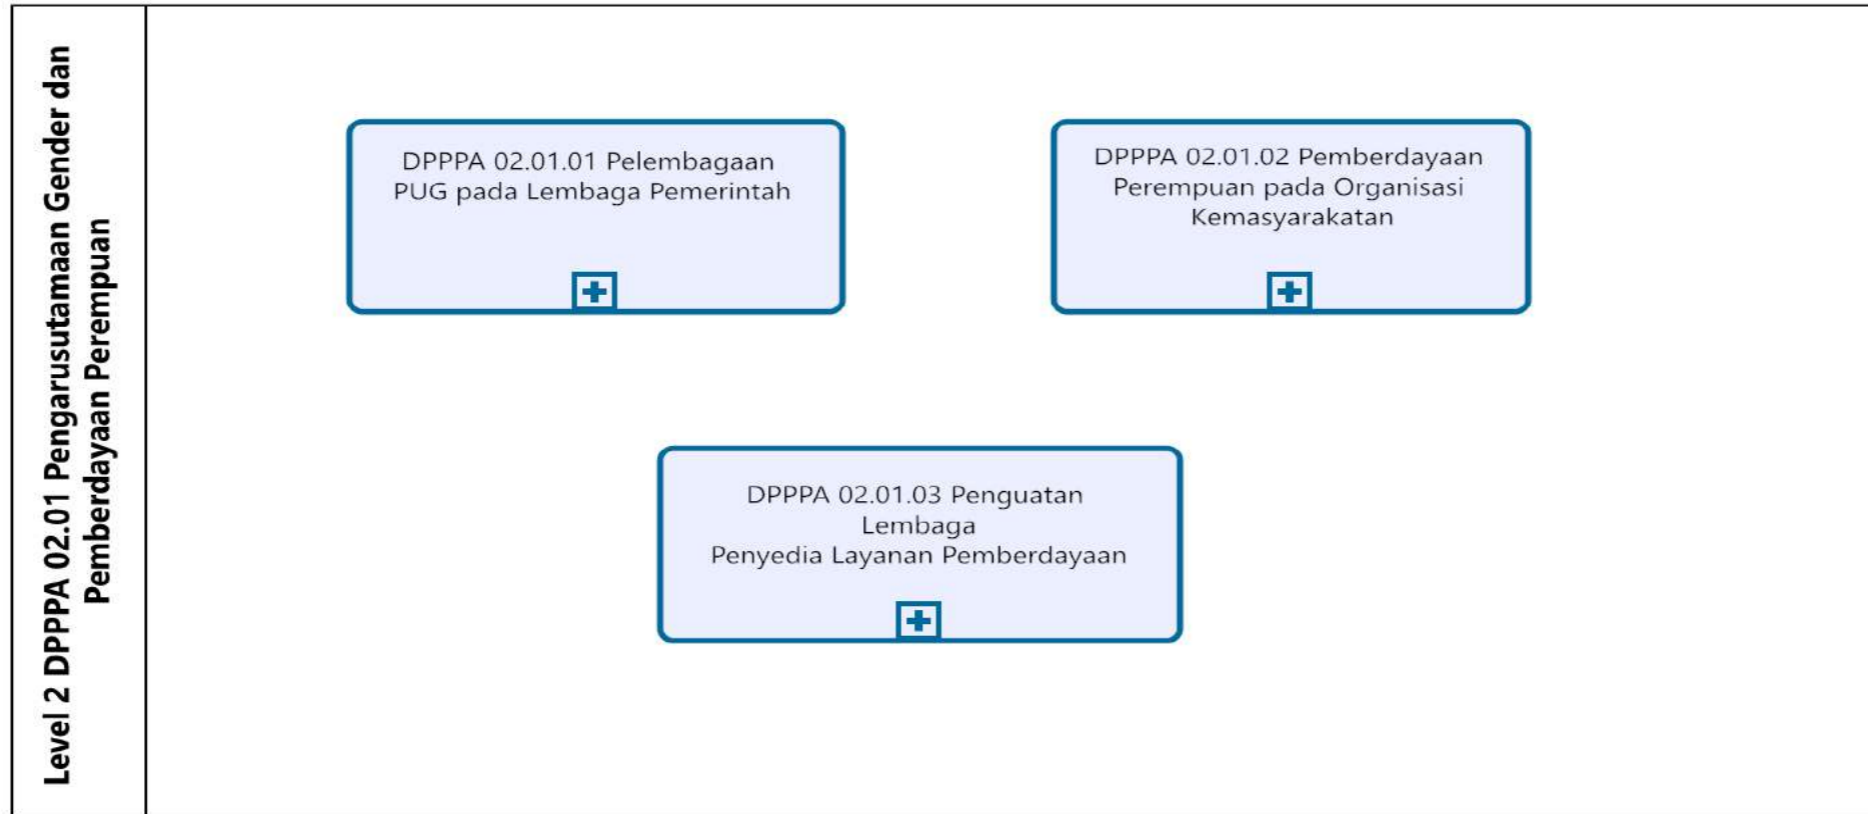 Level 2 DPPPA 02.01 Pengarusutamaan Gender dan
Pemberdayaan Perempuan
DPPPA 02.01.01 Pelembagaan
PUG pada Lembaga Pemerintah
DPPPA 02.01.02 Pemberdayaan
Perempuan pada Organisasi
Kemasyarakatan
DPPPA 02.01.03 Penguatan
Lembaga
Penyedia Layanan Pemberdayaan